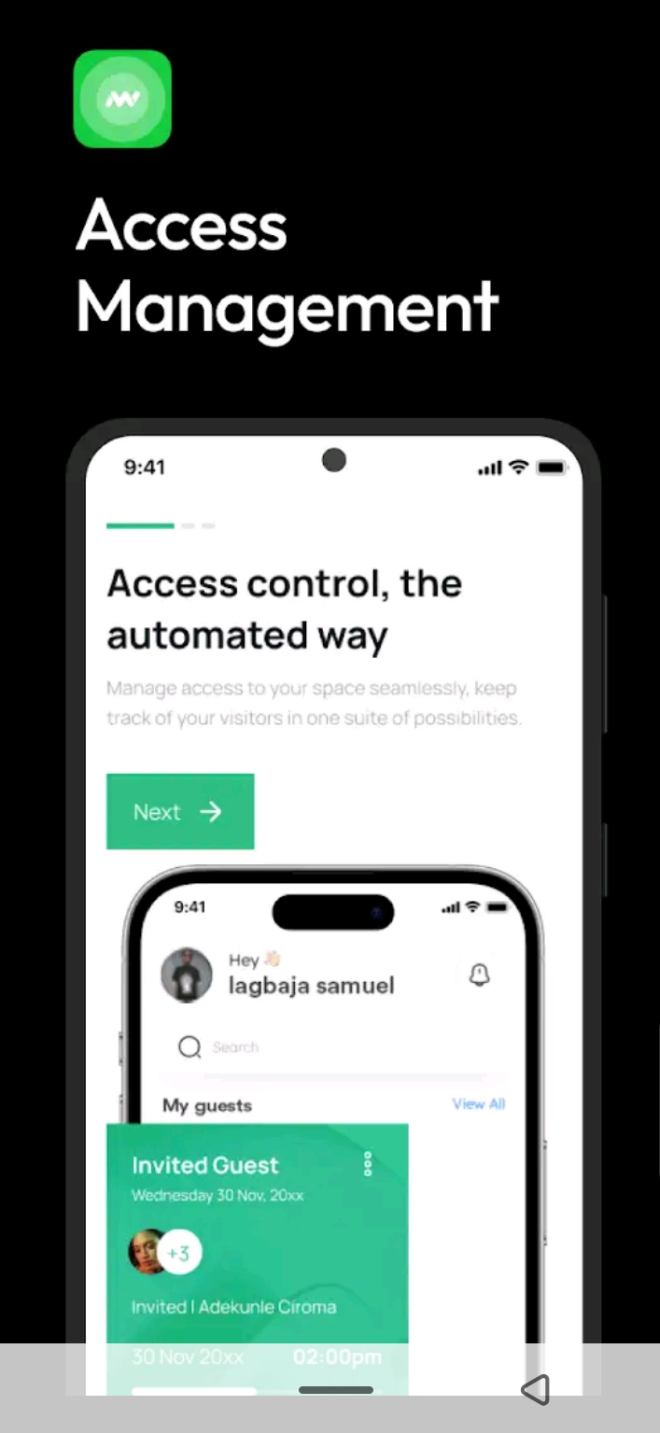 Access
Management
9:41
Access control, the
automated way
Manage access to your space seamlessly, keep
track of your visitors in one suite of possibilities.
Next
9:41
Hey
lagbaja samuel
Search
My guests
View All
Invited Guest
Wednesday 30 Nov, 20xx
+3
Invited | Adekunle Ciroma
30 Nov 20xx
02:00pm